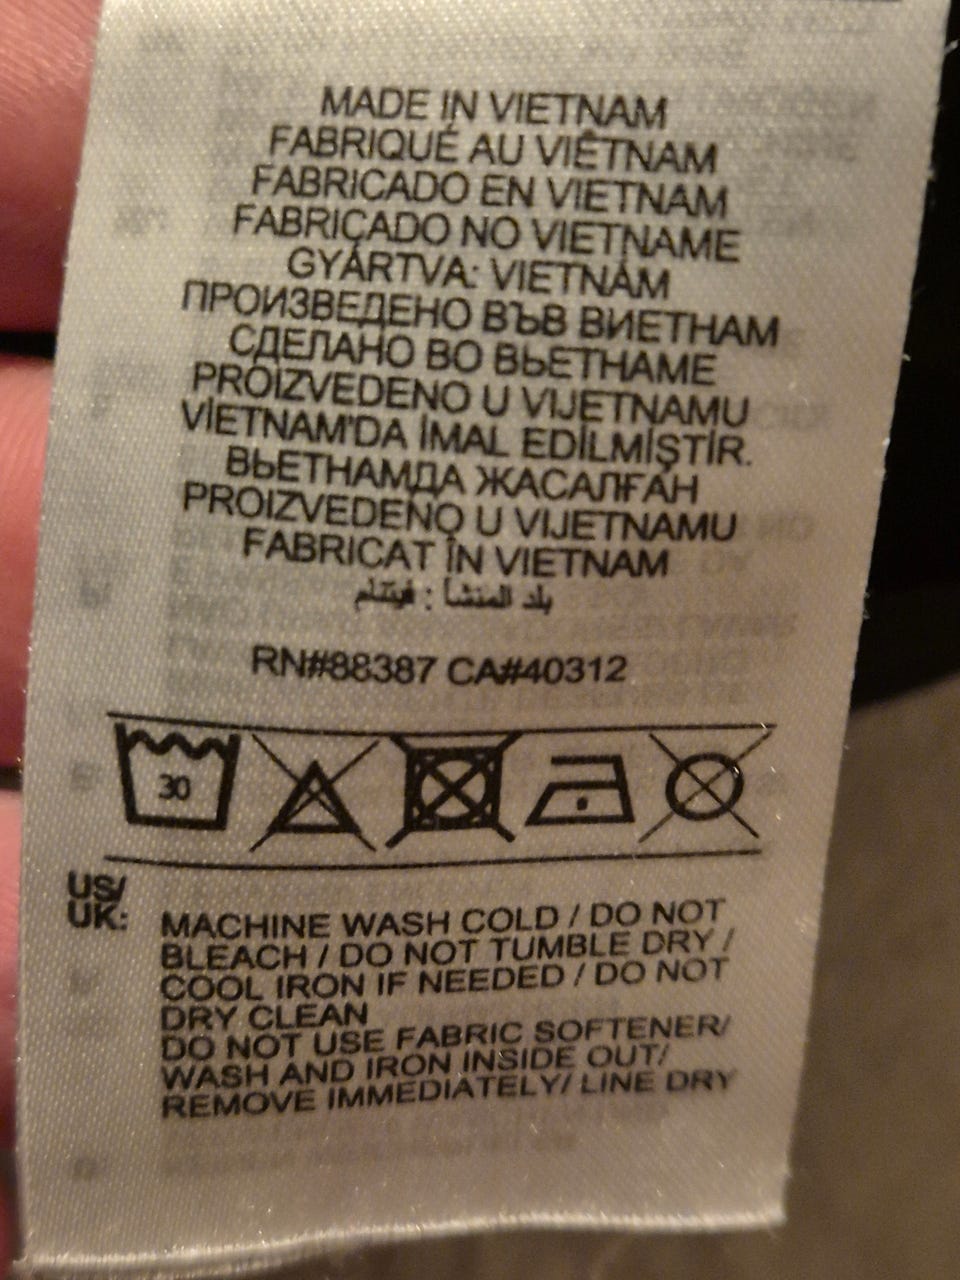 MADE IN VIETNAM
FABRIQUÉ AU VIÊTNAM
FABRICADO EN VIETNAM
FABRICADO NO VIETNAME
GYÁRTVA: VIETNÁM
ПРОИЗВЕДЕНО ВЪВ ВИЕТНАМ
СДЕЛАНО ВО ВЬЕТНАМЕ
PROIZVEDENO U VIJETNAMU
VİETNAM'DA İMAL EDİLMİŞTİR.
ВЬЕТНАМДА ЖАСАЛҒАН
PROIZVEDENO U VIJETNAMU
FABRICAT ÎN VIETNAM
بلد المنشأ : فيتنام
RN#88387 CA#40312
30
US/
UK:
MACHINE WASH COLD / DO NOT
BLEACH / DO NOT TUMBLE DRY /
COOL IRON IF NEEDED / DO NOT
DRY CLEAN
DO NOT USE FABRIC SOFTENER/
WASH AND IRON INSIDE OUT/
REMOVE IMMEDIATELY/ LINE DRY